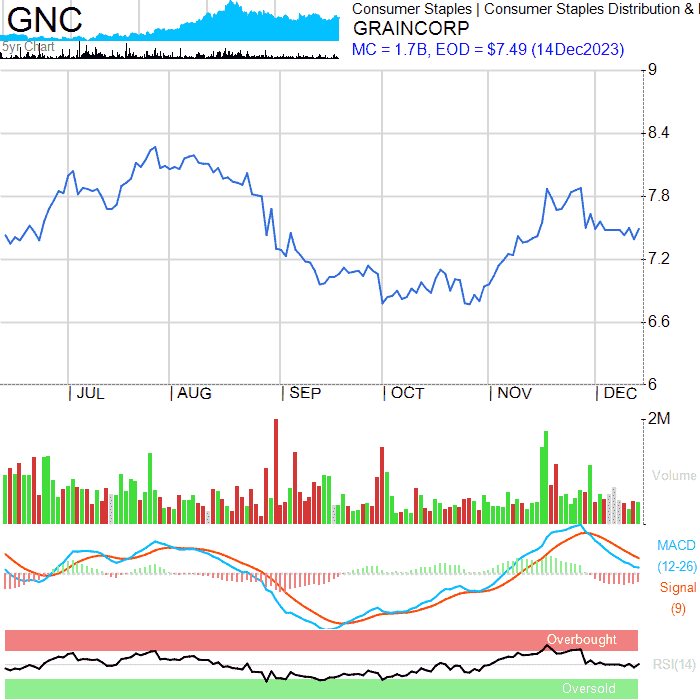 GNC
5yr Chart
Consumer Staples | Consumer Staples Distribution &
GRAINCORP
MC = 1.7B, EOD = $7.49 (14Dec2023)
9
8.4
7.8
7.2
6.6
6
| JUL
| AUG
| SEP
| OCT
| NOV
| DEC
2M
Volume
MACD
(12-26)
Signal
(9)
Overbought
RSI(14)
Oversold